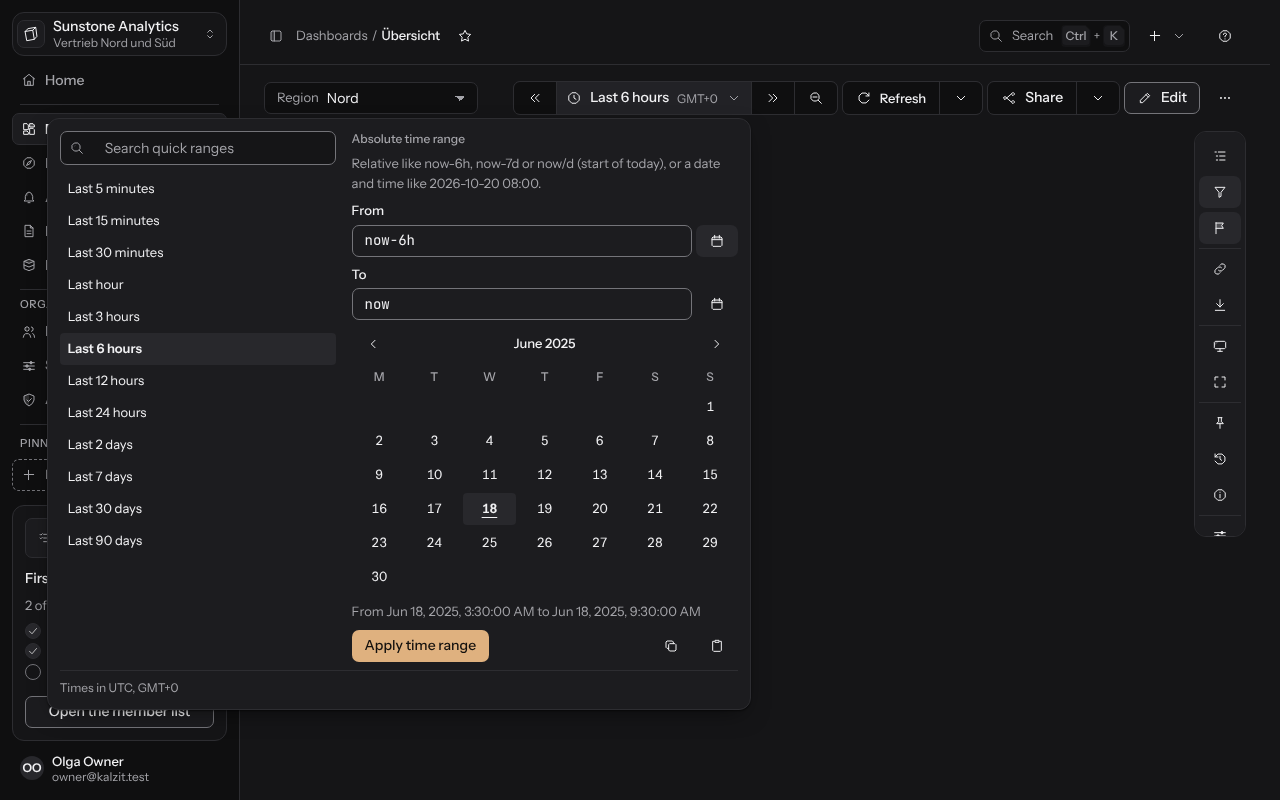 Sunstone Analytics
Vertrieb Nord und Süd
Dashboards / Übersicht
Search Ctrl + K
Home
Region Nord
Last 6 hours GMT+0
Refresh
Share
Edit
Search quick ranges
Last 5 minutes
Last 15 minutes
Last 30 minutes
Last hour
Last 3 hours
Last 6 hours
Last 12 hours
Last 24 hours
Last 2 days
Last 7 days
Last 30 days
Last 90 days
Absolute time range
Relative like now-6h, now-7d or now/d (start of today), or a date
and time like 2026-10-20 08:00.
From
now-6h
To
now
June 2025
M T W T F S S
1
2 3 4 5 6 7 8
9 10 11 12 13 14 15
16 17 18 19 20 21 22
23 24 25 26 27 28 29
30
From Jun 18, 2025, 3:30:00 AM to Jun 18, 2025, 9:30:00 AM
Apply time range
Times in UTC, GMT+0
2 of
Open the member list
OO
Olga Owner
owner@kalzit.test